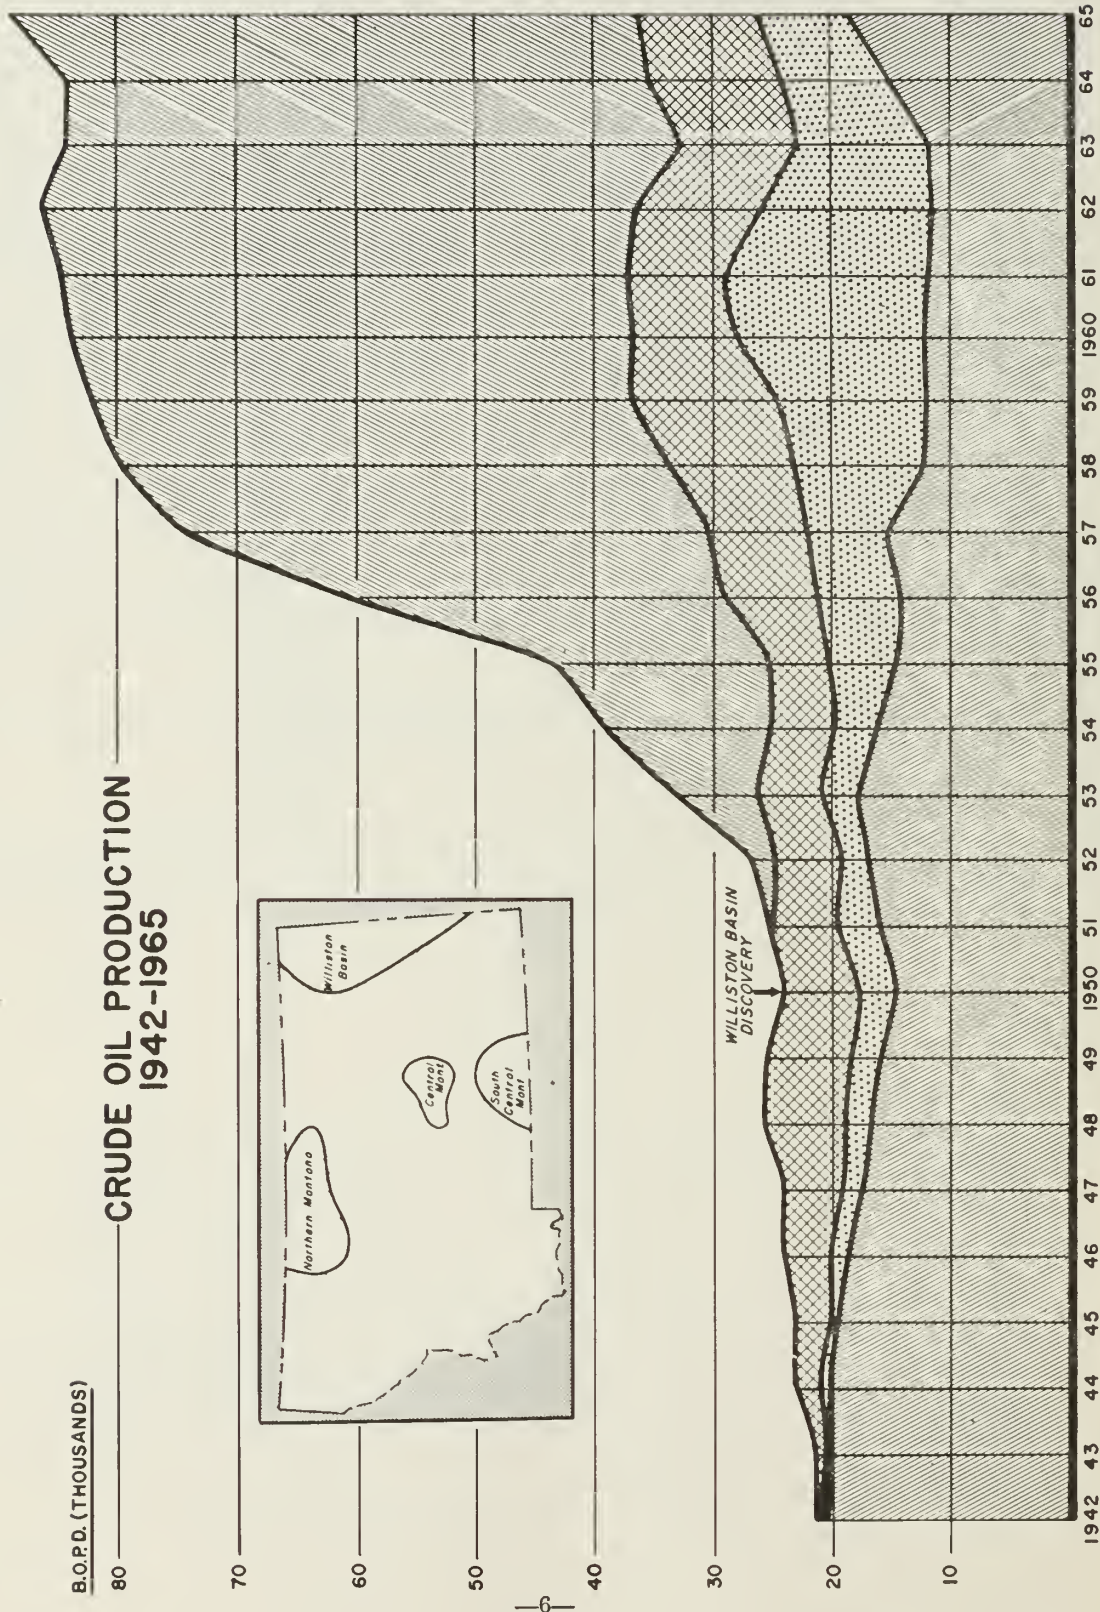 B.O.P.D. (THOUSANDS)
CRUDE OIL PRODUCTION
1942-1965
80
70
60
50
40
30
20
10
Northern Montana
Williston
Basin
Central
Mont
South
Central
Mont
WILLISTON BASIN
DISCOVERY
1942 43 44 45 46 47 48 49 1950 51 52 53 54 55 56 57 58 59 1960 61 62 63 64 65
—9—